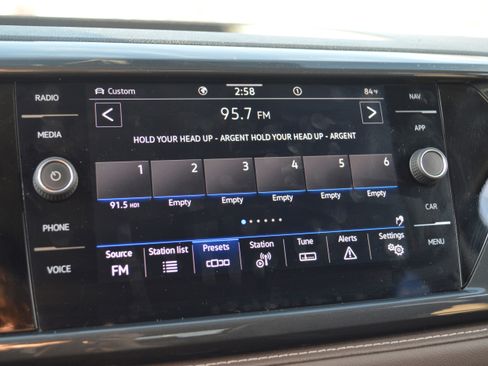 RADIO
MEDIA
PHONE
VOICE
Custom
2:58
84°F
NAV
APP
CAR
MENU
<
95.7 FM
>
HOLD YOUR HEAD UP - ARGENT HOLD YOUR HEAD UP - ARGENT
1 2 3 4 5 6
91.5 HD1 Empty Empty Empty Empty Empty
Source Station list Presets Station Tune Alerts Settings
FM